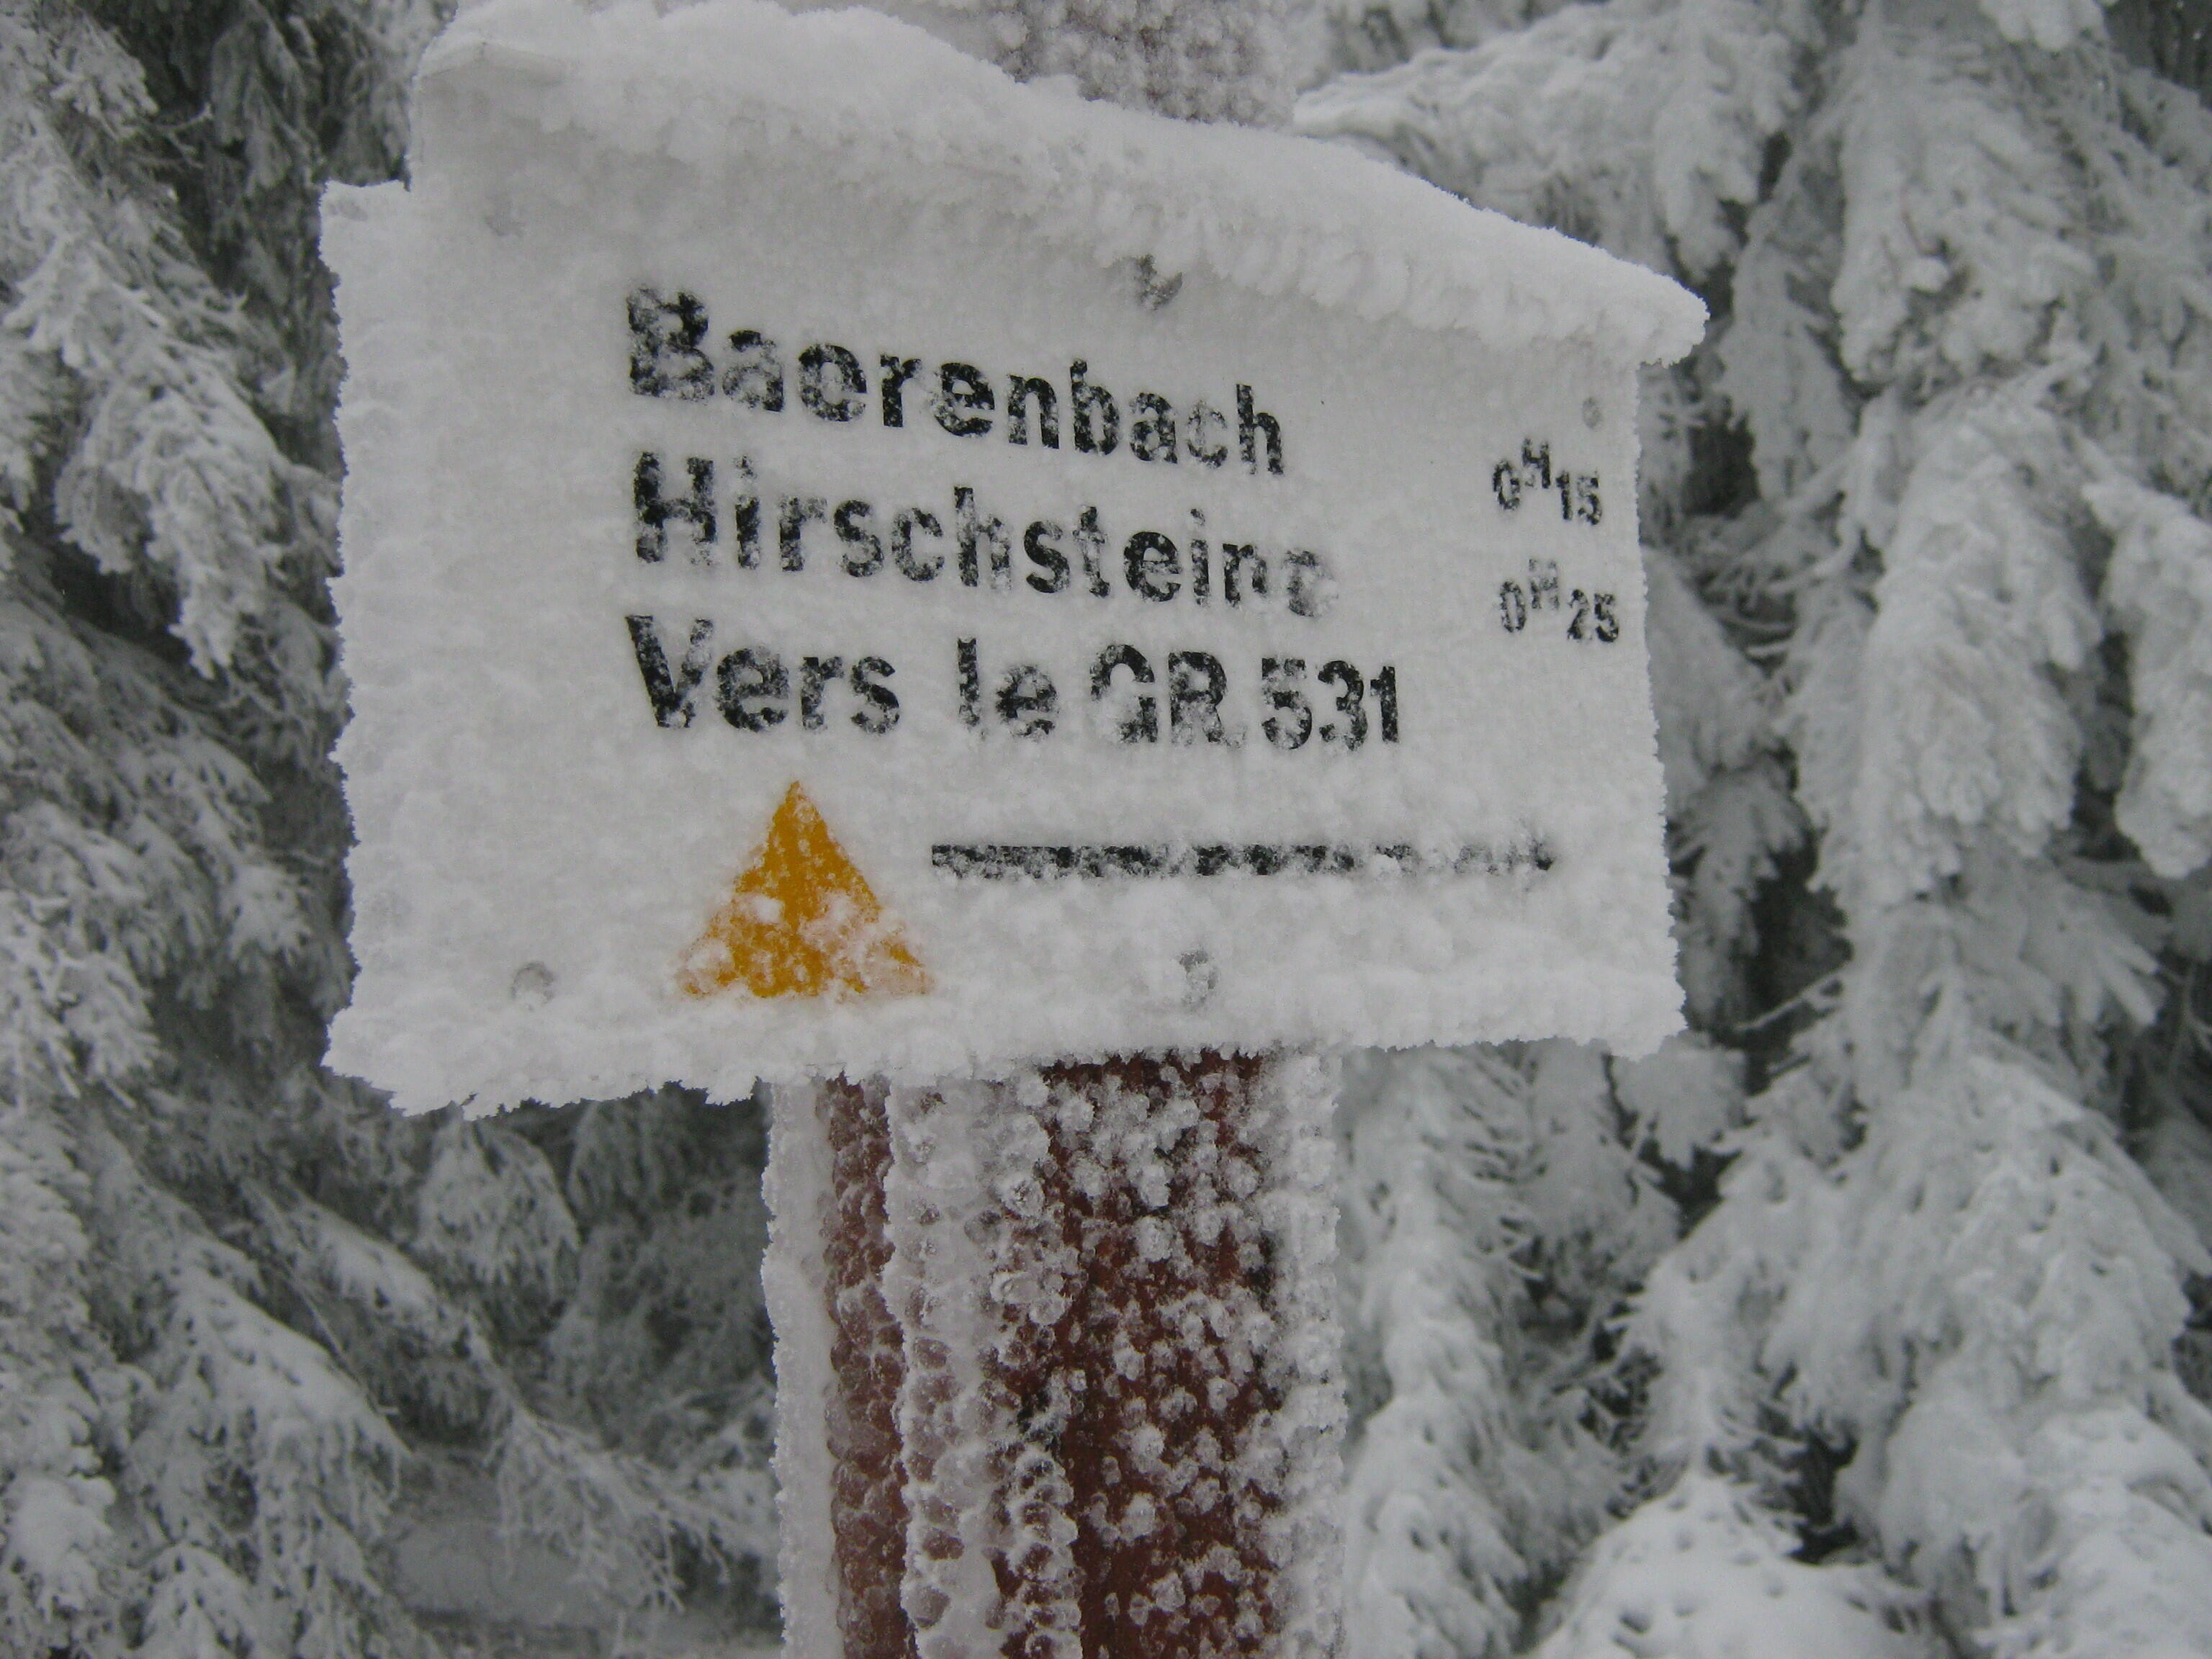 Baerenbach 0H15
Hirschsteine 0H25
Vers le GR 531